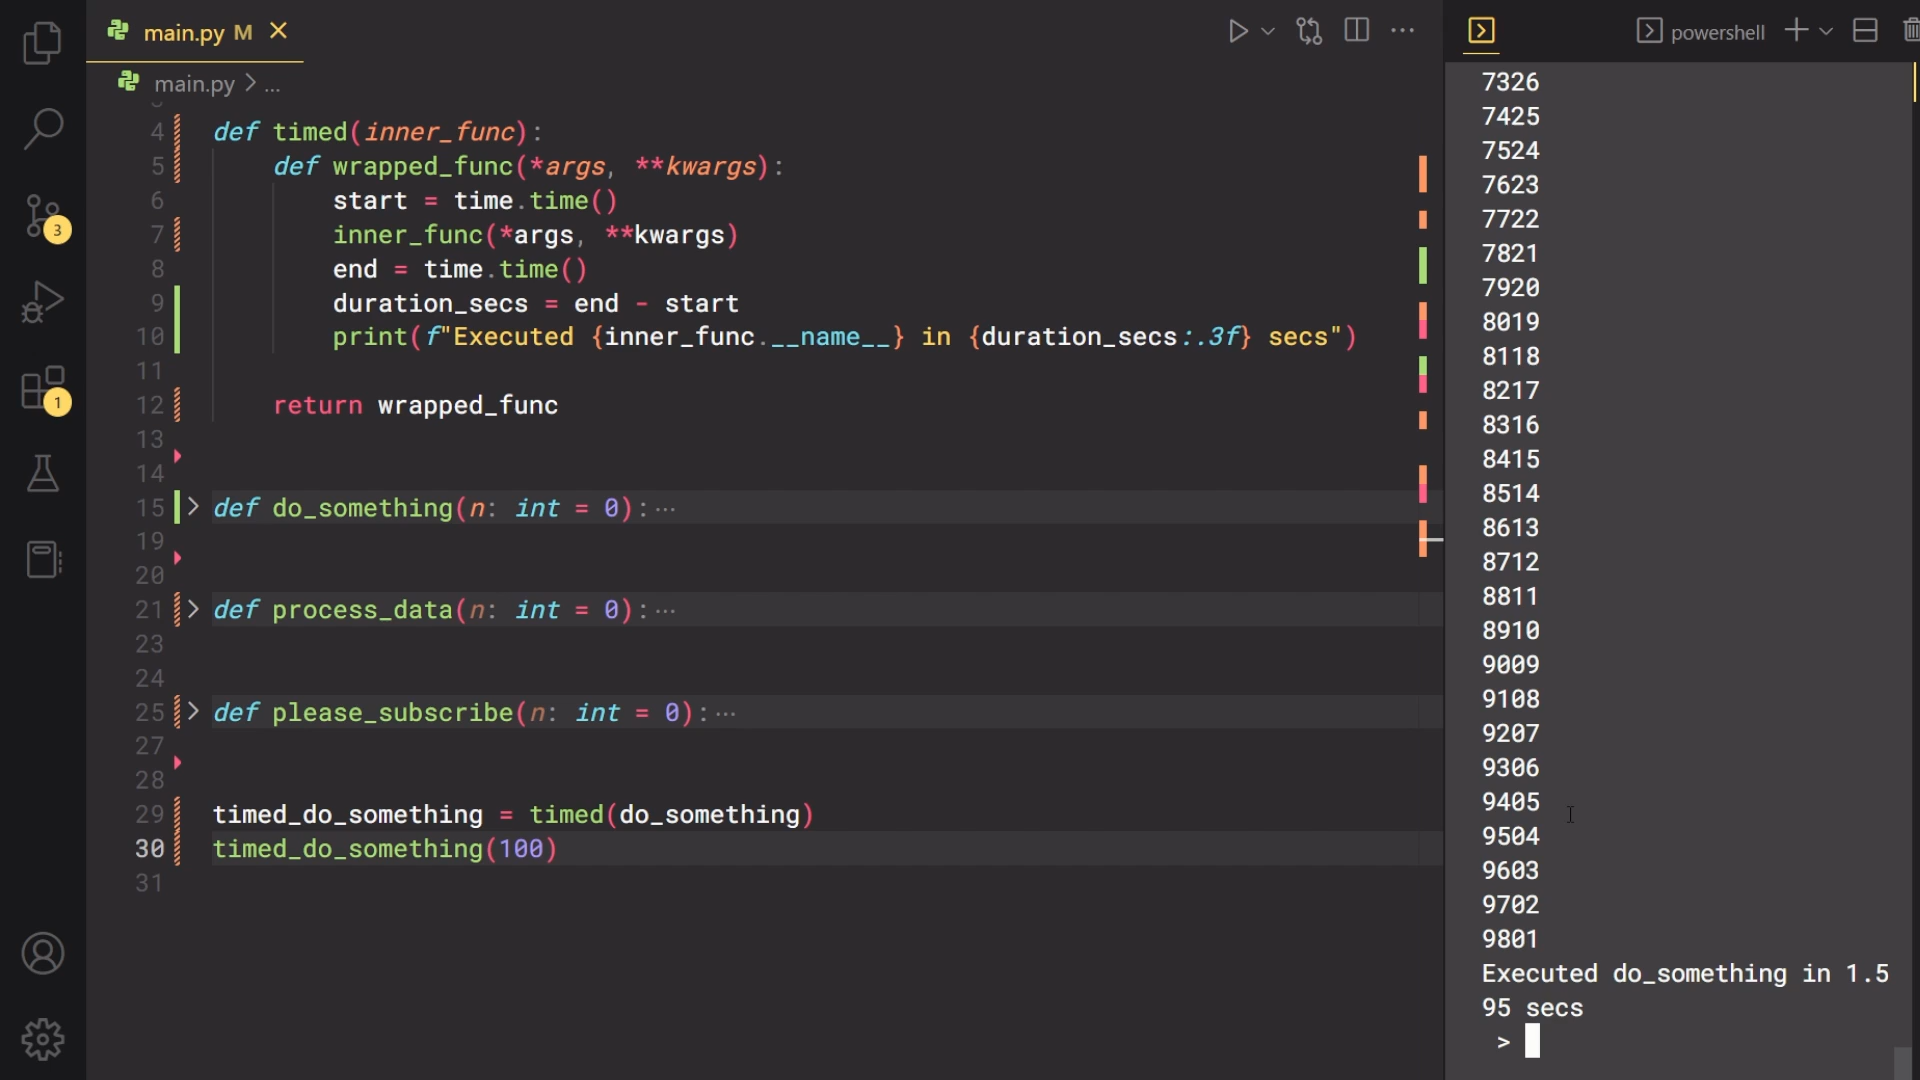 main.py M
powershell
main.py > ...
4 def timed(inner_func):
5 def wrapped_func(*args, **kwargs):
6 start = time.time()
7 inner_func(*args, **kwargs)
8 end = time.time()
9 duration_secs = end - start
10 print(f"Executed {inner_func.__name__} in {duration_secs:.3f} secs")
11
12 return wrapped_func
13
14
15 def do_something(n: int = 0):...
19
20
21 def process_data(n: int = 0):...
23
24
25 def please_subscribe(n: int = 0):...
27
28
29 timed_do_something = timed(do_something)
30 timed_do_something(100)
31
3
1
7326
7425
7524
7623
7722
7821
7920
8019
8118
8217
8316
8415
8514
8613
8712
8811
8910
9009
9108
9207
9306
9405
9504
9603
9702
9801
Executed do_something in 1.5
95 secs
>